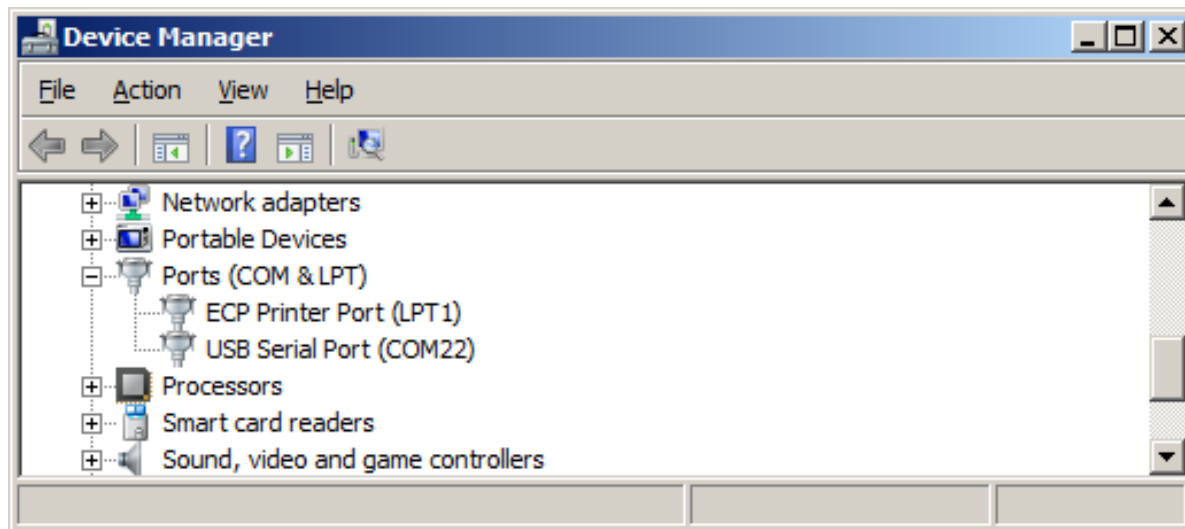 Device Manager
File Action View Help
Network adapters
Portable Devices
Ports (COM & LPT)
ECP Printer Port (LPT1)
USB Serial Port (COM22)
Processors
Smart card readers
Sound, video and game controllers